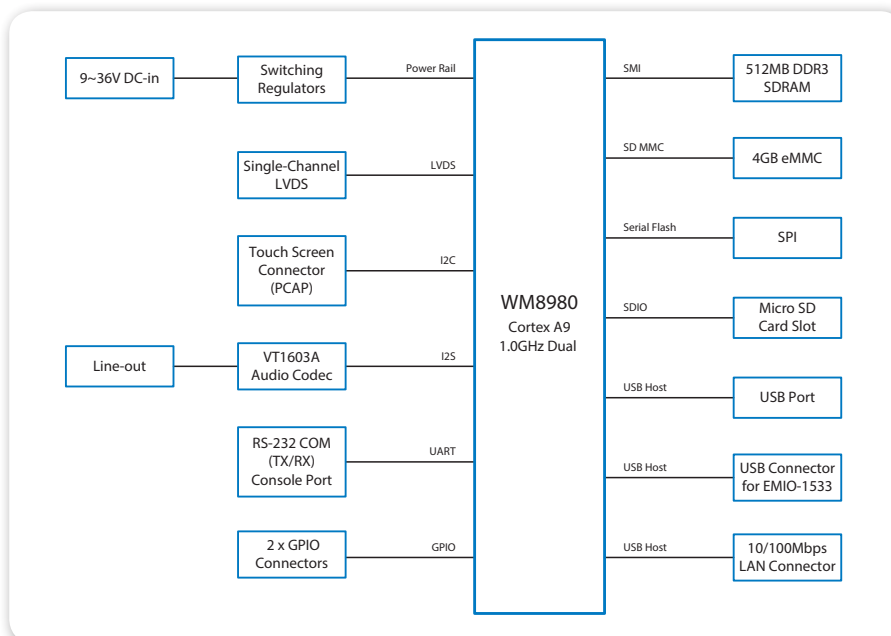 9~36V DC-in
Switching
Regulators
Power Rail
SMI
512MB DDR3
SDRAM
Single-Channel
LVDS
LVDS
SD MMC
4GB eMMC
Touch Screen
Connector
(PCAP)
I2C
Serial Flash
SPI
WM8980
Cortex A9
1.0GHz Dual
SDIO
Micro SD
Card Slot
Line-out
VT1603A
Audio Codec
I2S
USB Host
USB Port
RS-232 COM
(TX/RX)
Console Port
UART
USB Host
USB Connector
for EMIO-1533
2 x GPIO
Connectors
GPIO
USB Host
10/100Mbps
LAN Connector